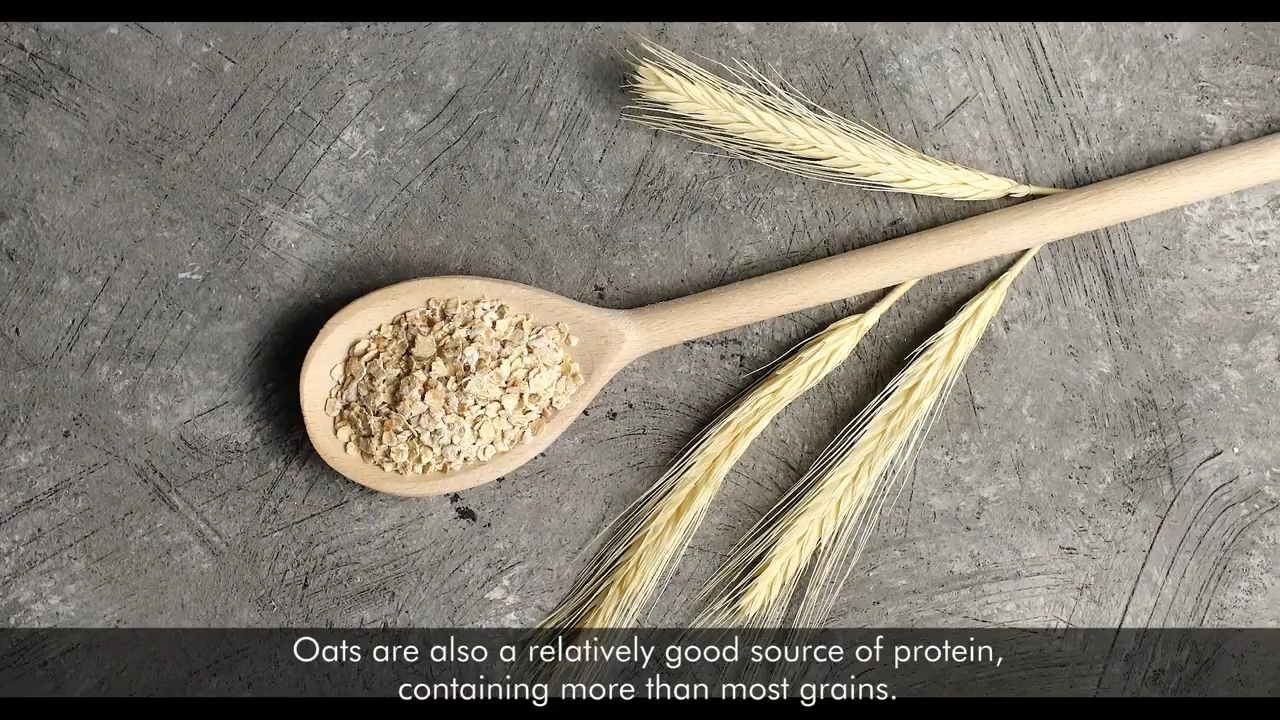 Oats are also a relatively good source of protein,
containing more than most grains.